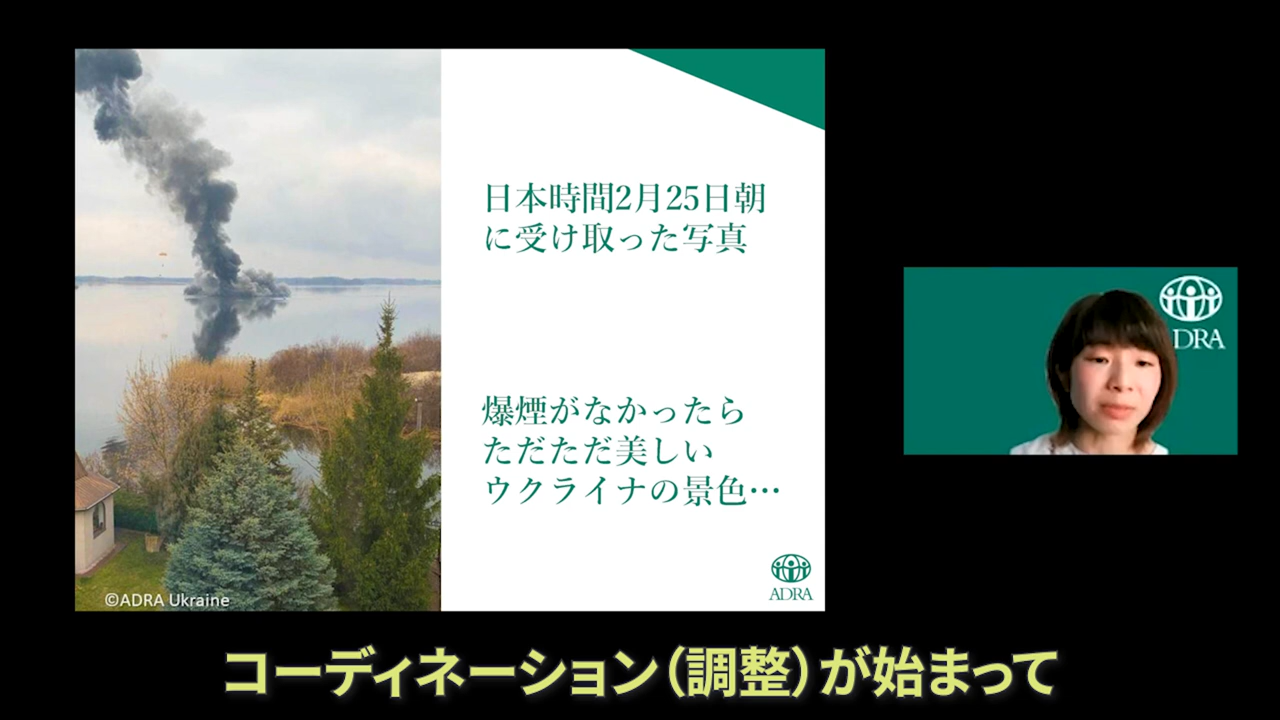 日本時間2月25日朝
に受け取った写真
爆煙がなかったら
ただただ美しい
ウクライナの景色…
ADRA
©ADRA Ukraine
DRA
コーディネーション（調整）が始まって